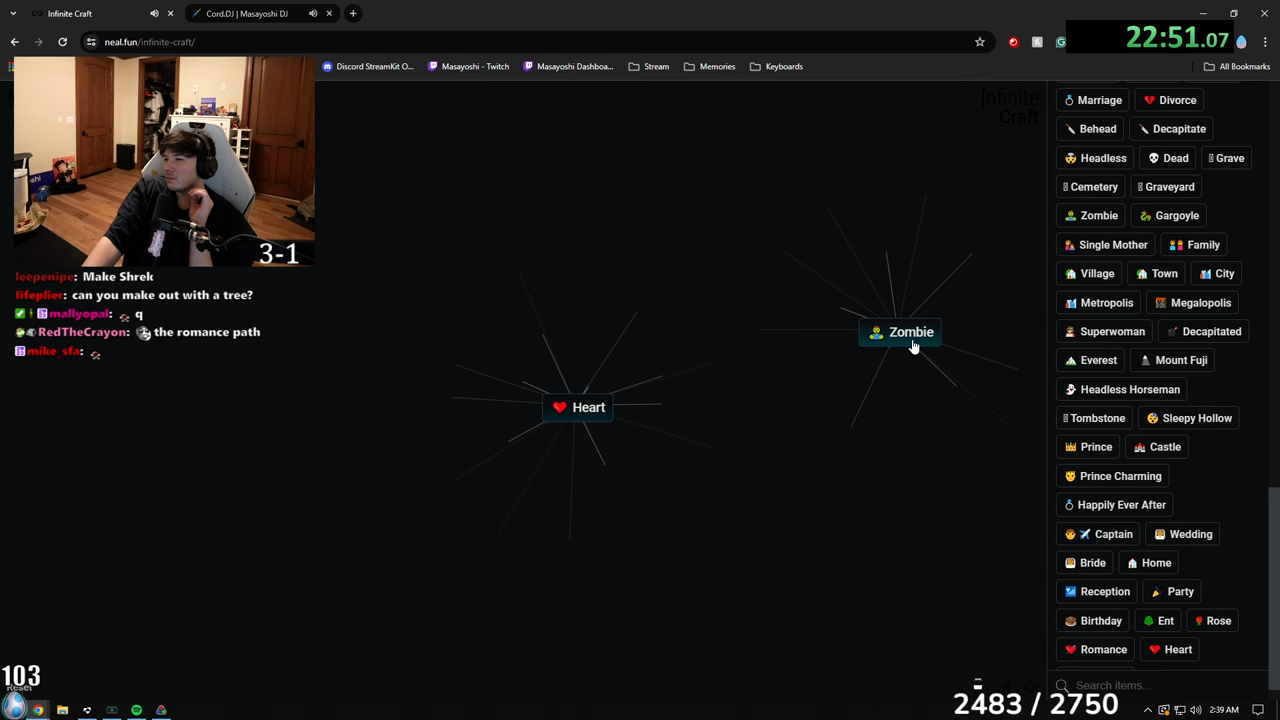 Infinite Craft
Cord.DJ | Masayoshi DJ
22:51.07
neal.fun/infinite-craft/
Discord StreamKit O...
Masayoshi - Twitch
Masayoshi Dashboa...
Stream
Memories
Keyboards
All Bookmarks
Infinite
Craft
3-1
leepenipe: Make Shrek
lifeplier: can you make out with a tree?
mallyopal: q
RedTheCrayon: the romance path
mike_sfa:
Zombie
Heart
Marriage Divorce
Behead Decapitate
Headless Dead Grave
Cemetery Graveyard
Zombie Gargoyle
Single Mother Family
Village Town City
Metropolis Megalopolis
Superwoman Decapitated
Everest Mount Fuji
Headless Horseman
Tombstone Sleepy Hollow
Prince Castle
Prince Charming
Happily Ever After
Captain Wedding
Bride Home
Reception Party
Birthday Ent Rose
Romance Heart
Search items...
103
Reset
2483 / 2750
2:39 AM